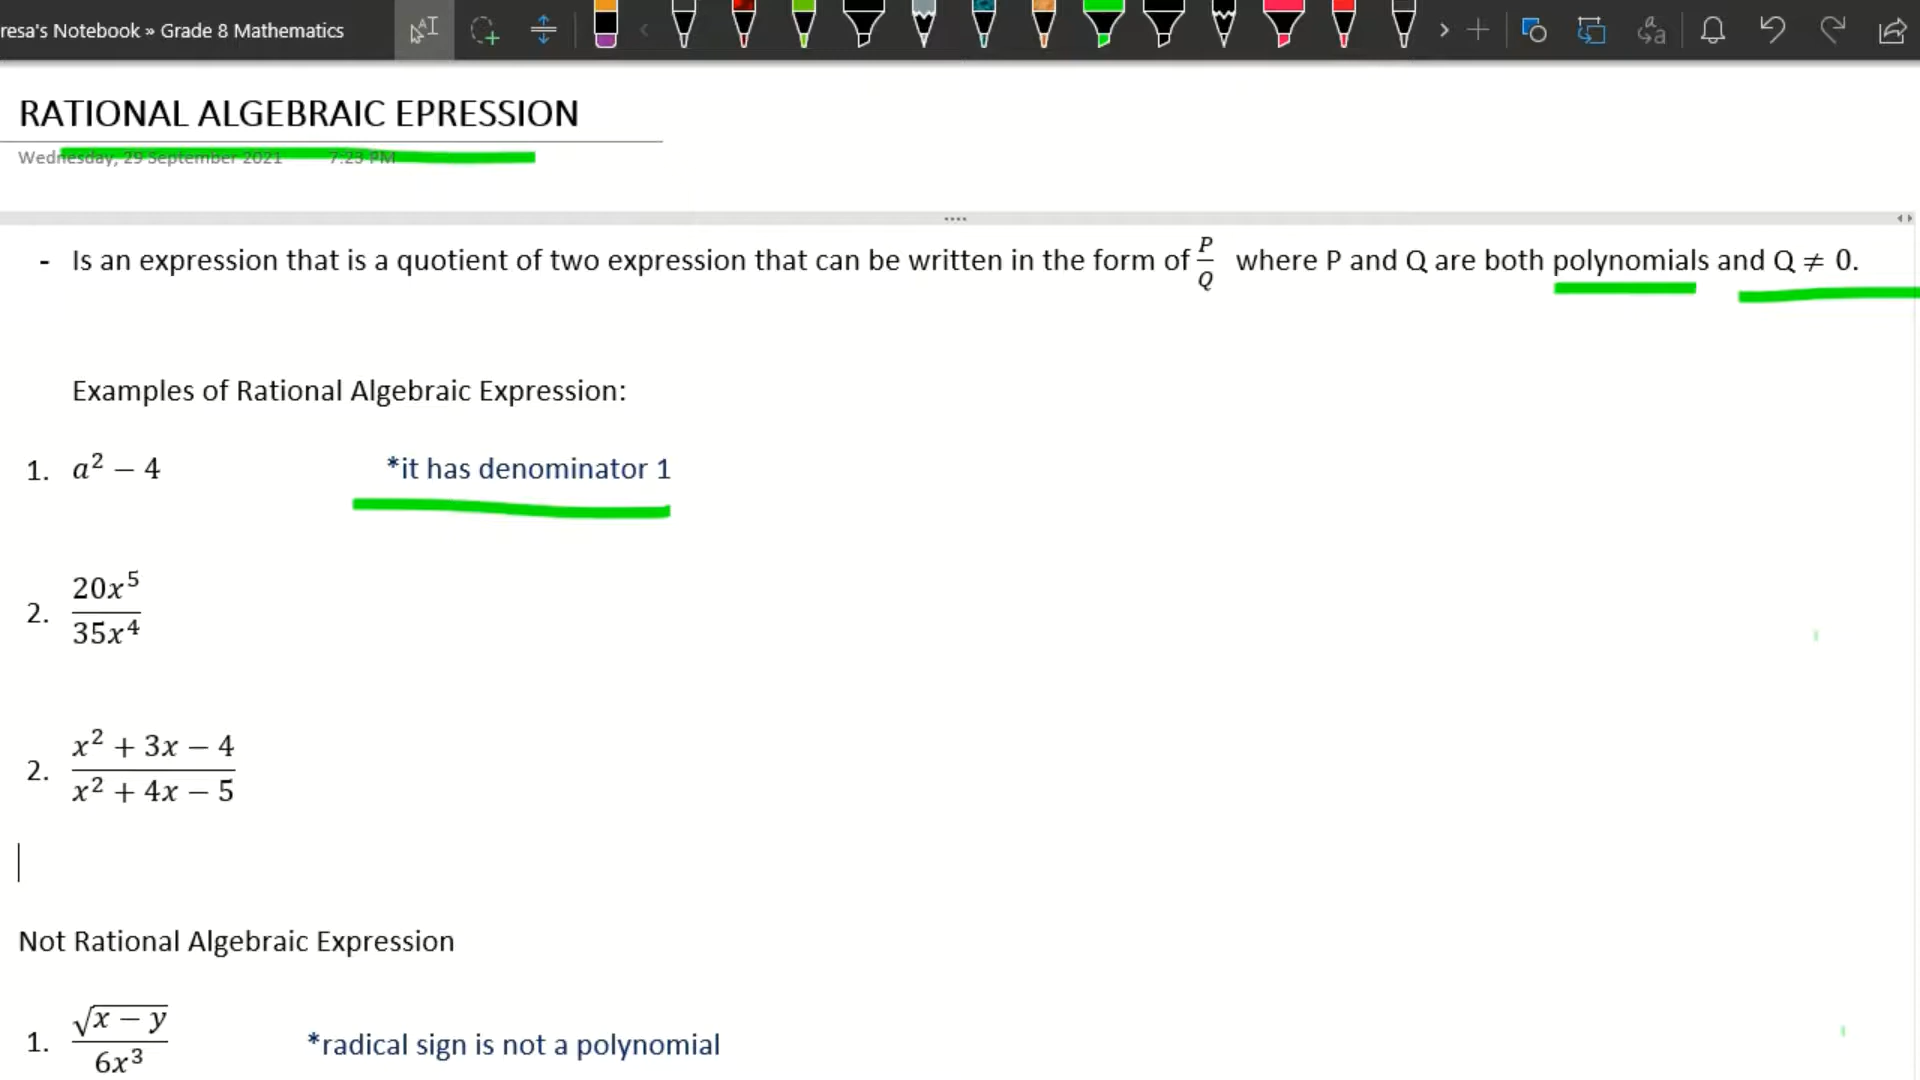 resa's Notebook » Grade 8 Mathematics
RATIONAL ALGEBRAIC EPRESSION
Wednesday, 29 September 2021 7:23 PM
- Is an expression that is a quotient of two expression that can be written in the form of P/Q where P and Q are both polynomials and Q ≠ 0.
Examples of Rational Algebraic Expression:
1. a² − 4 *it has denominator 1
2. 20x⁵/35x⁴
2. x² + 3x − 4/x² + 4x − 5
Not Rational Algebraic Expression
1. √(x − y)/6x³ *radical sign is not a polynomial